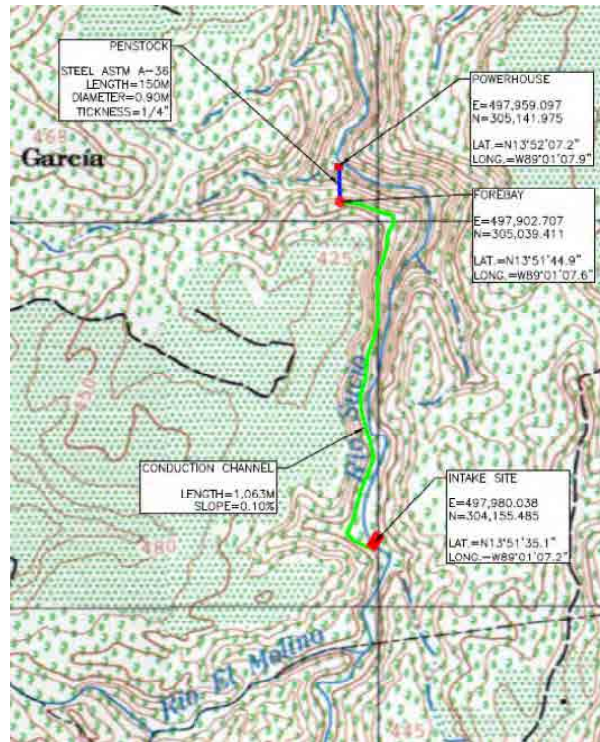 PENSTOCK
STEEL ASTM A-36
LENGTH=150M
DIAMETER=0.90M
TICKNESS=1/4"
POWERHOUSE
E=497,959.097
N=305,141.975
LAT.=N13°52'07.2"
LONG.=W89°01'07.9"
468
García
FOREBAY
E=497,902.707
N=305,039.411
LAT.=N13°51'44.9"
LONG.=W89°01'07.6"
425
450
Río Sucio
CONDUCTION CHANNEL
LENGTH=1,063M
SLOPE=0.10%
INTAKE SITE
E=497,980.038
N=304,155.485
LAT.=N13°51'35.1"
LONG.=W89°01'07.2"
480
Río El Molino
445